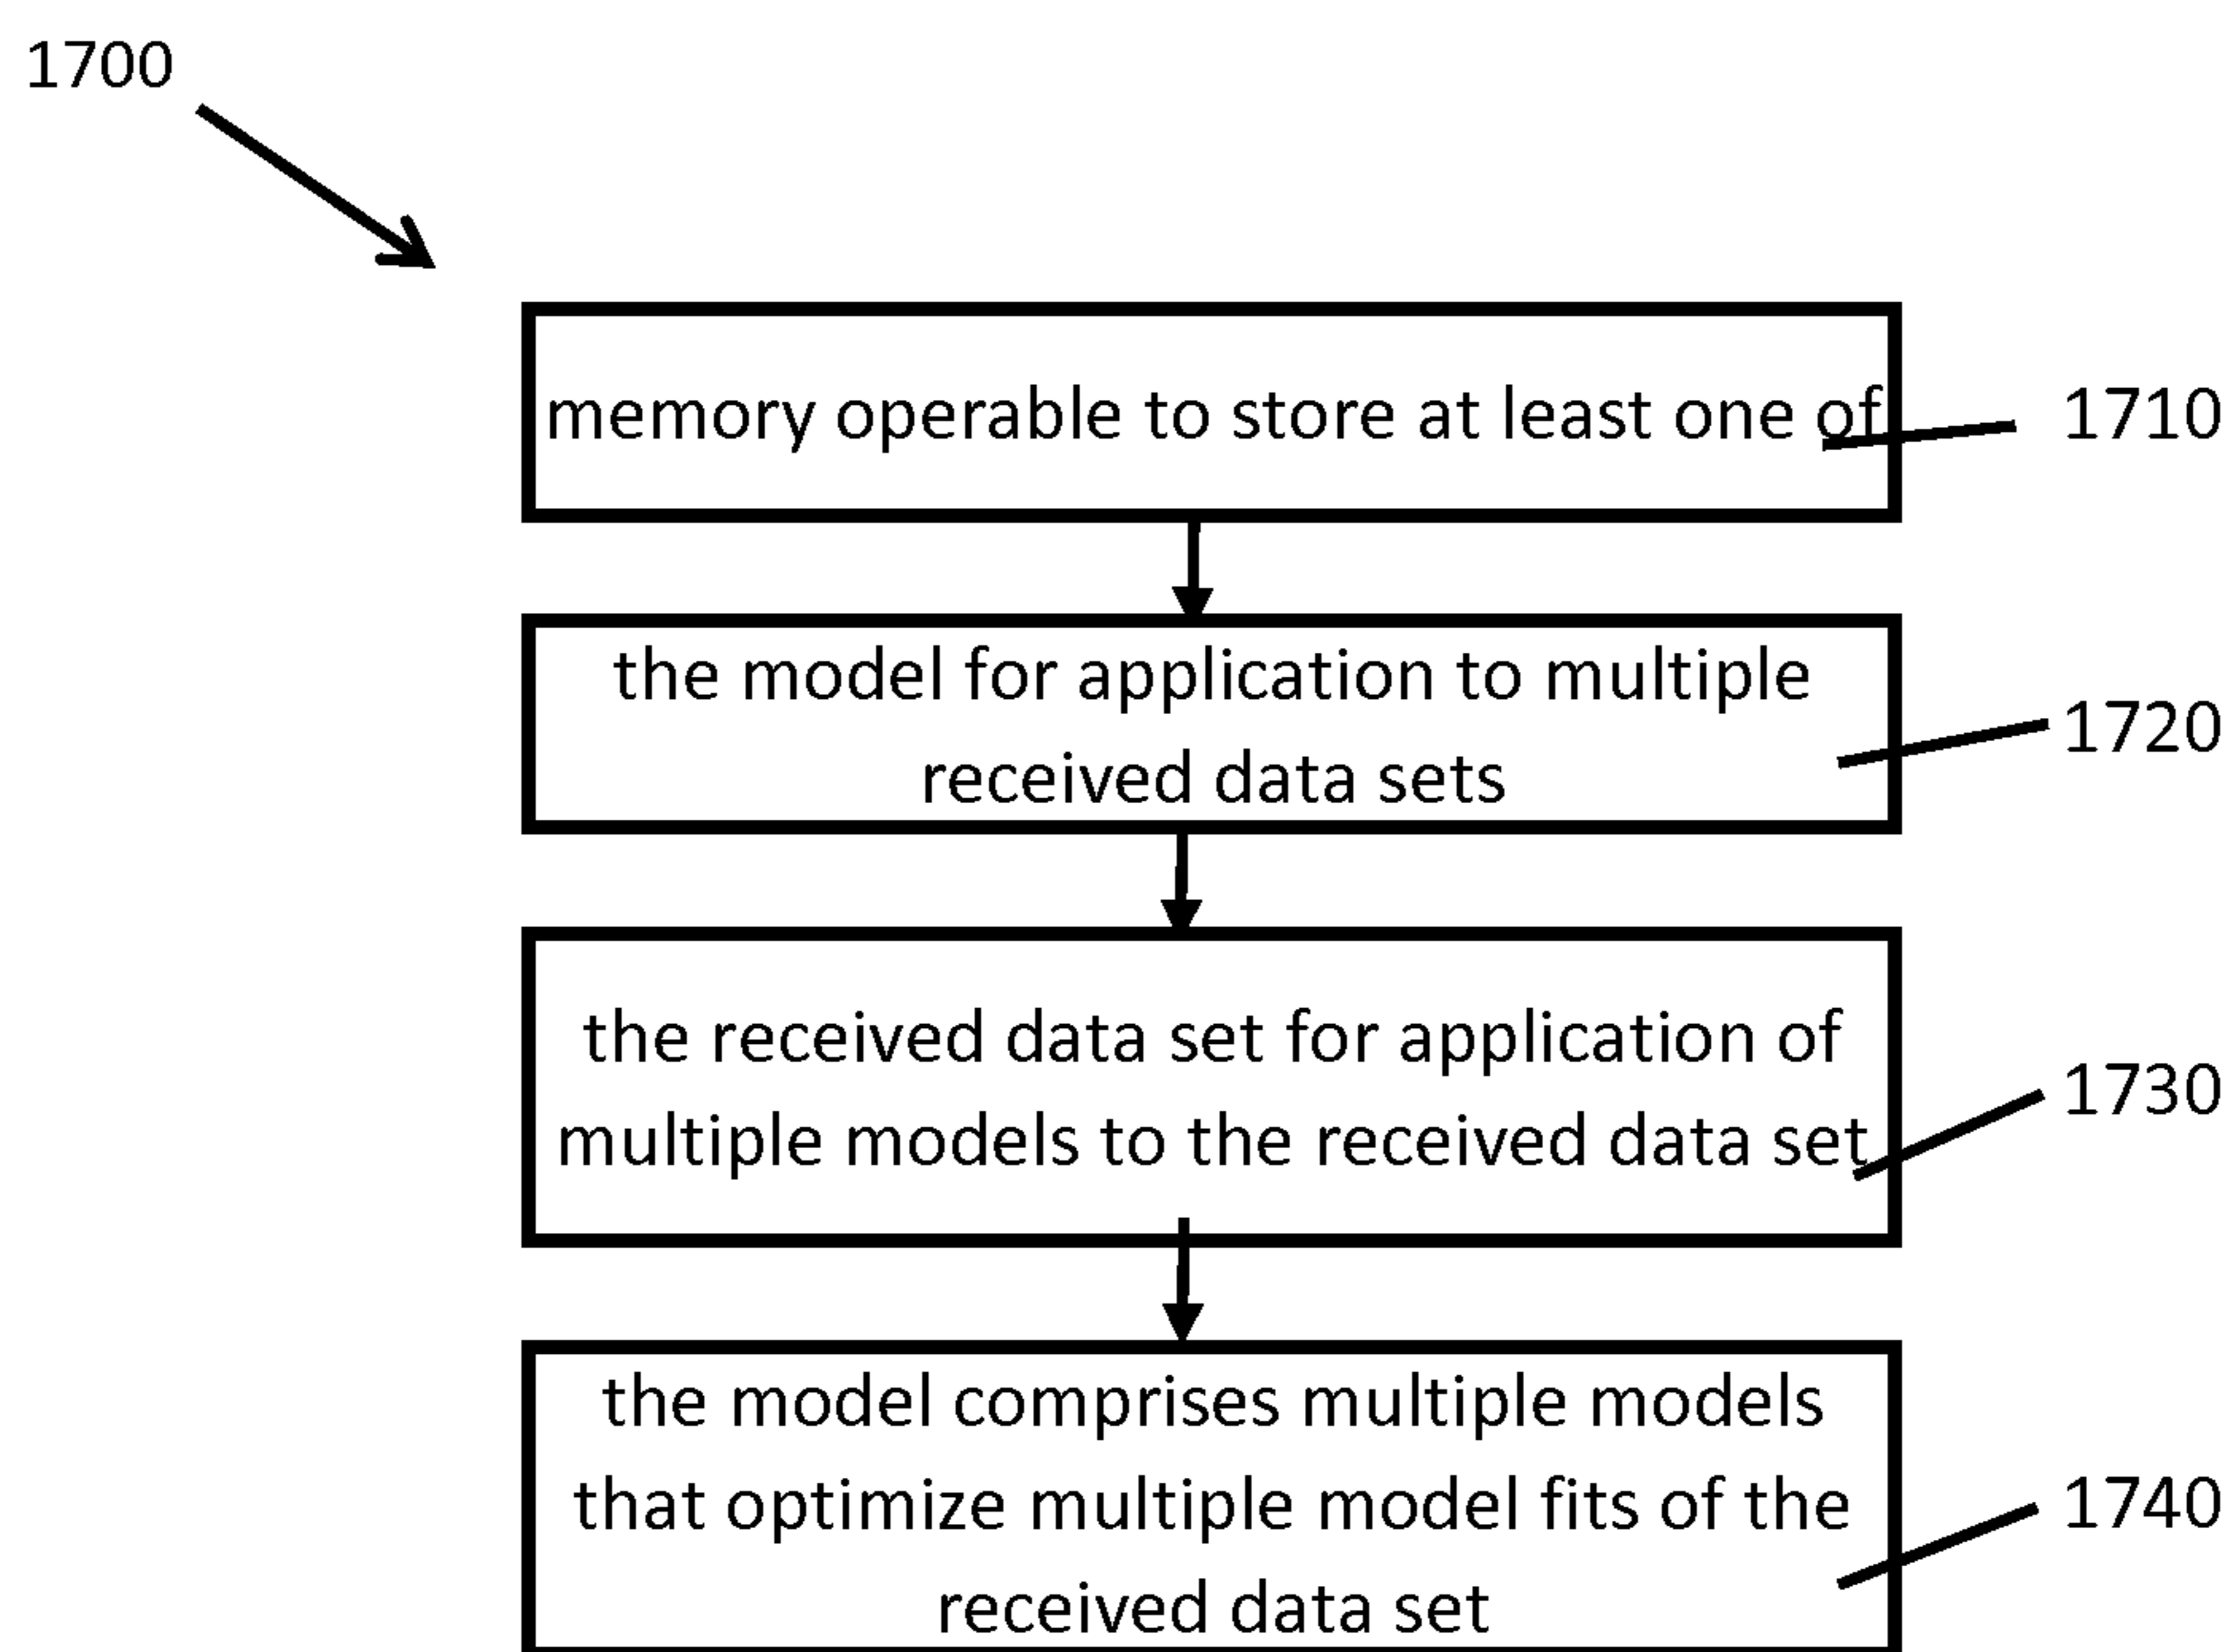 1700
memory operable to store at least one of
1710
the model for application to multiple
received data sets
1720
the received data set for application of
multiple models to the received data set
1730
the model comprises multiple models
that optimize multiple model fits of the
received data set
1740